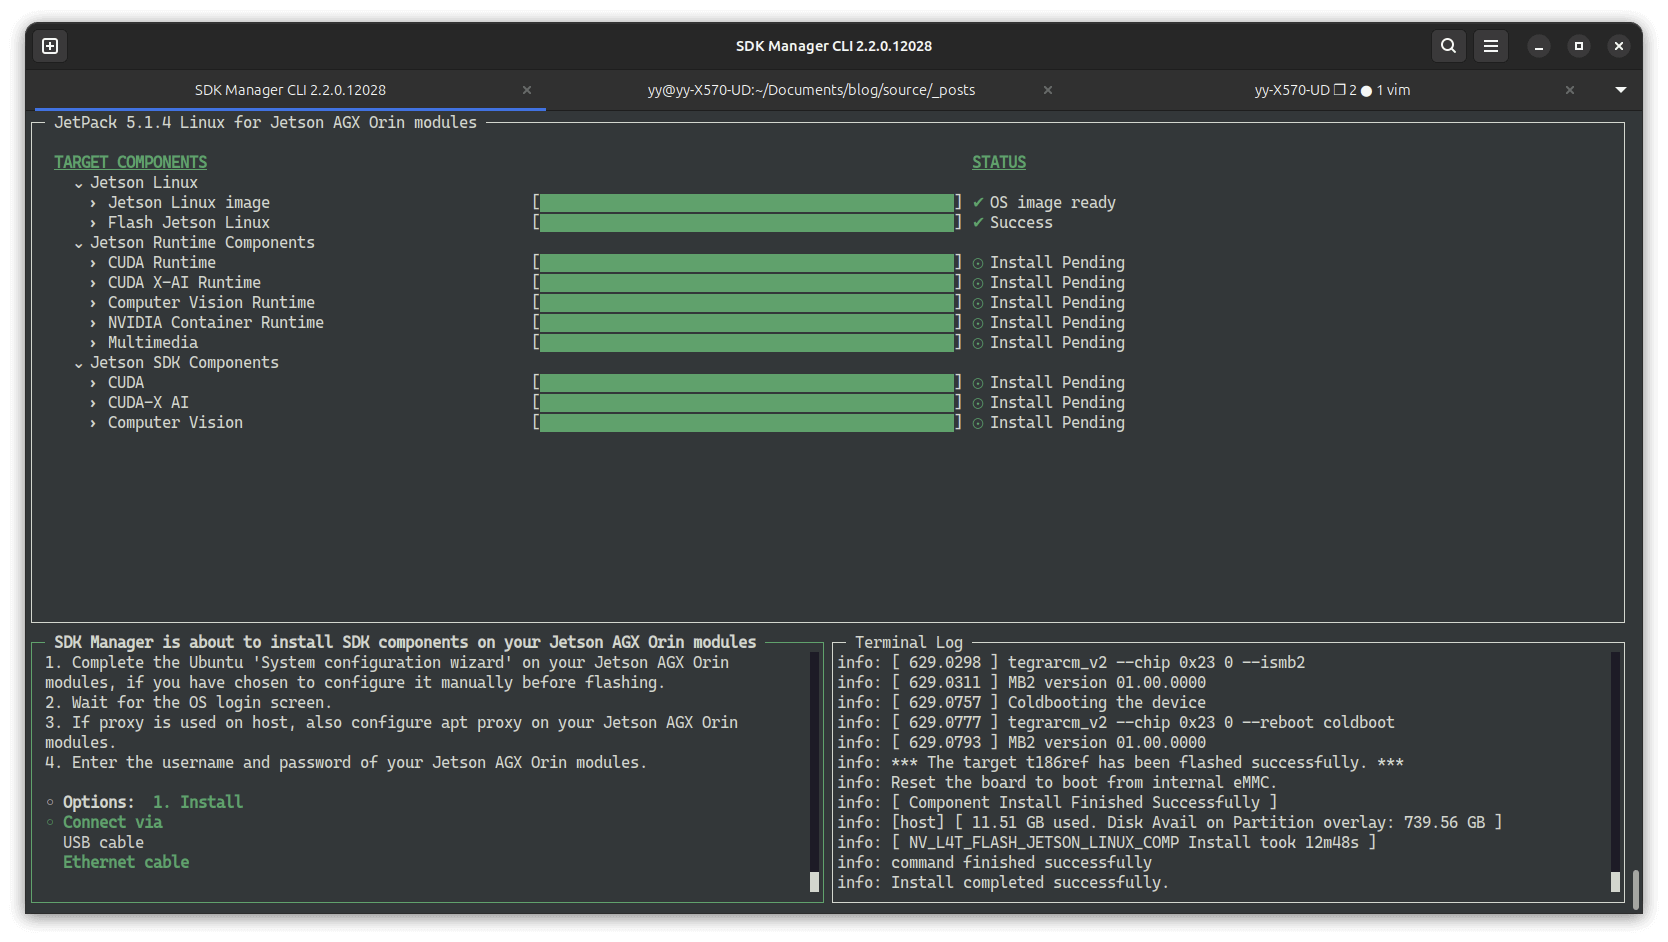 SDK Manager CLI 2.2.0.12028
SDK Manager CLI 2.2.0.12028
yy@yy-X570-UD:~/Documents/blog/source/_posts
yy-X570-UD ❐ 2 ● 1 vim
JetPack 5.1.4 Linux for Jetson AGX Orin modules
TARGET COMPONENTS STATUS
⌄ Jetson Linux
› Jetson Linux image [ ] ✔ OS image ready
› Flash Jetson Linux [ ] ✔ Success
⌄ Jetson Runtime Components
› CUDA Runtime [ ] ⊙ Install Pending
› CUDA X-AI Runtime [ ] ⊙ Install Pending
› Computer Vision Runtime [ ] ⊙ Install Pending
› NVIDIA Container Runtime [ ] ⊙ Install Pending
› Multimedia [ ] ⊙ Install Pending
⌄ Jetson SDK Components
› CUDA [ ] ⊙ Install Pending
› CUDA-X AI [ ] ⊙ Install Pending
› Computer Vision [ ] ⊙ Install Pending
SDK Manager is about to install SDK components on your Jetson AGX Orin modules
1. Complete the Ubuntu 'System configuration wizard' on your Jetson AGX Orin
modules, if you have chosen to configure it manually before flashing.
2. Wait for the OS login screen.
3. If proxy is used on host, also configure apt proxy on your Jetson AGX Orin
modules.
4. Enter the username and password of your Jetson AGX Orin modules.
○ Options: 1. Install
○ Connect via
USB cable
Ethernet cable
Terminal Log
info: [ 629.0298 ] tegrarcm_v2 --chip 0x23 0 --ismb2
info: [ 629.0311 ] MB2 version 01.00.0000
info: [ 629.0757 ] Coldbooting the device
info: [ 629.0777 ] tegrarcm_v2 --chip 0x23 0 --reboot coldboot
info: [ 629.0793 ] MB2 version 01.00.0000
info: *** The target t186ref has been flashed successfully. ***
info: Reset the board to boot from internal eMMC.
info: [ Component Install Finished Successfully ]
info: [host] [ 11.51 GB used. Disk Avail on Partition overlay: 739.56 GB ]
info: [ NV_L4T_FLASH_JETSON_LINUX_COMP Install took 12m48s ]
info: command finished successfully
info: Install completed successfully.